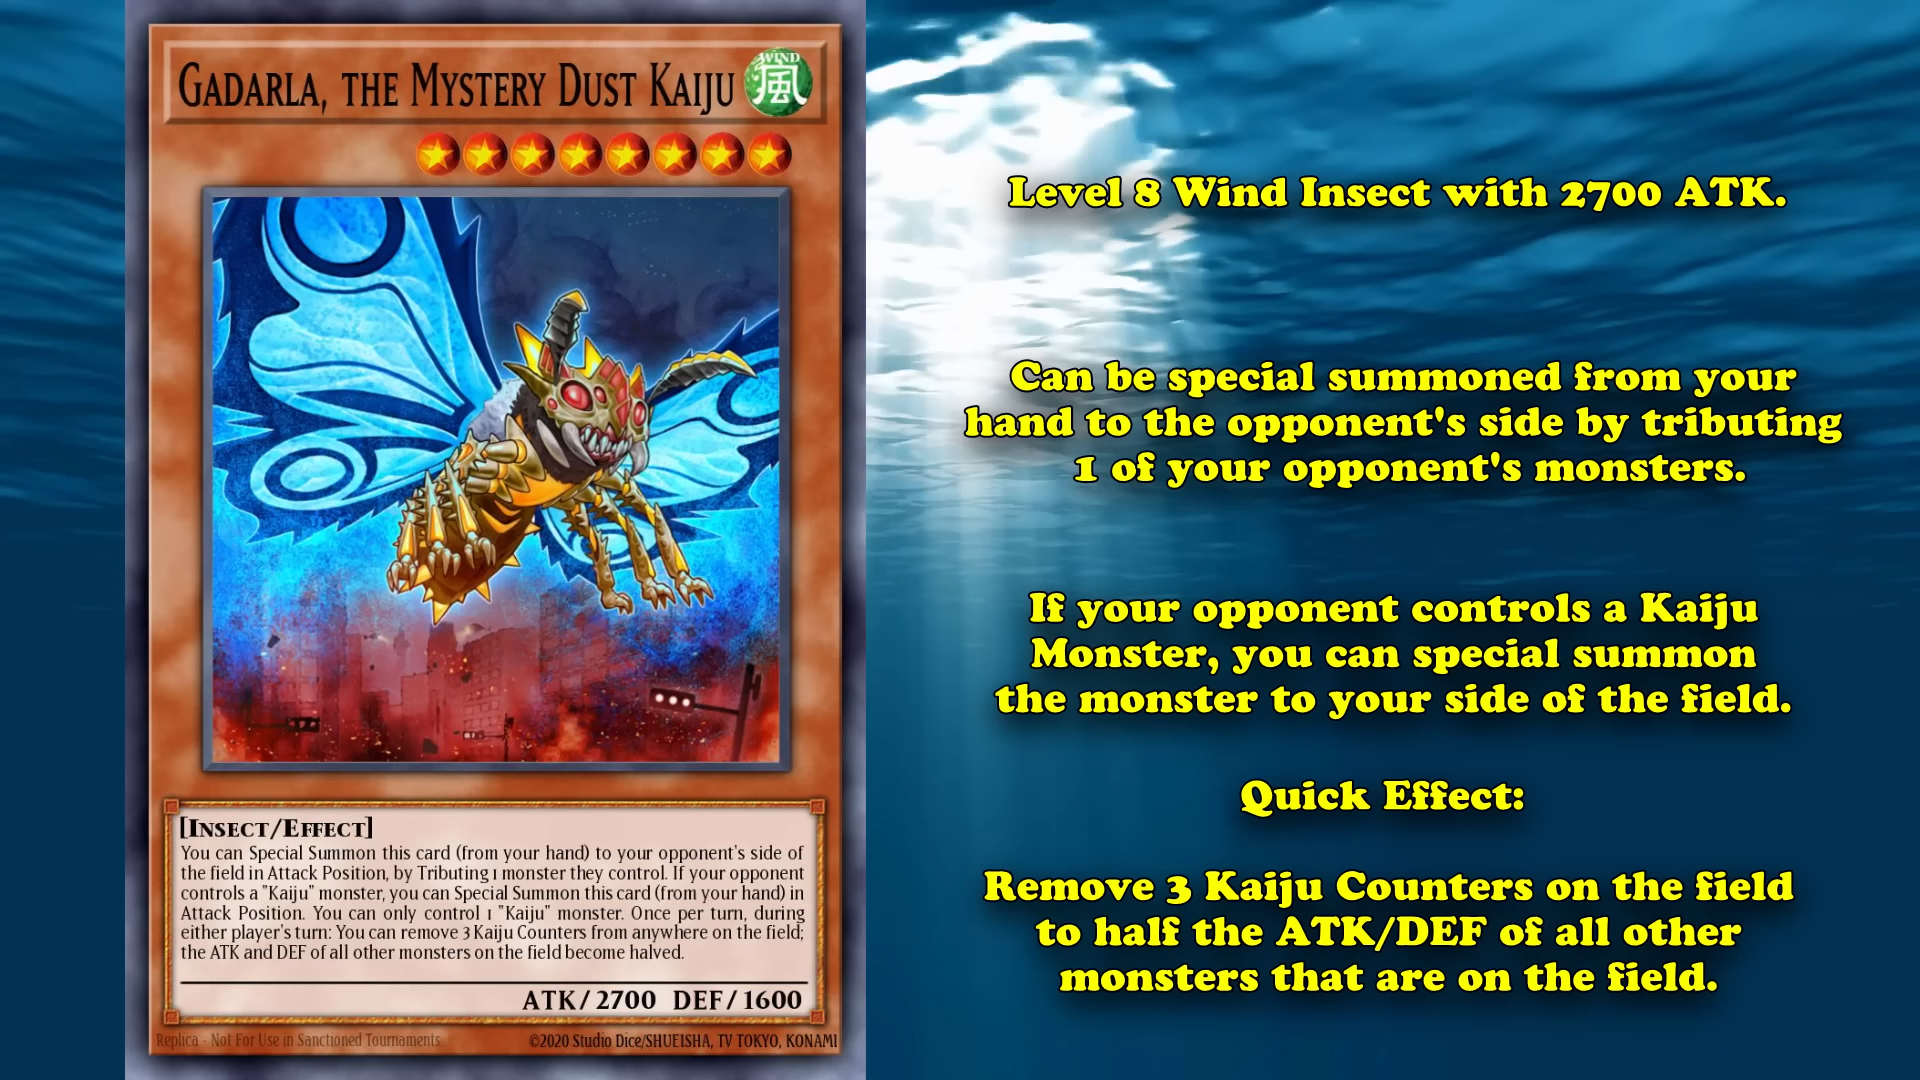 GADARLA, THE MYSTERY DUST KAIJU
WIND
風
[INSECT/EFFECT]
You can Special Summon this card (from your hand) to your opponent's side of
the field in Attack Position, by Tributing 1 monster they control. If your opponent
controls a "Kaiju" monster, you can Special Summon this card (from your hand) in
Attack Position. You can only control 1 "Kaiju" monster. Once per turn, during
either player's turn: You can remove 3 Kaiju Counters from anywhere on the field;
the ATK and DEF of all other monsters on the field become halved.
ATK/2700 DEF/1600
Replica - Not For Use in Sanctioned Tournaments
©2020 Studio Dice/SHUEISHA, TV TOKYO, KONAMI
Level 8 Wind Insect with 2700 ATK.
Can be special summoned from your
hand to the opponent's side by tributing
1 of your opponent's monsters.
If your opponent controls a Kaiju
Monster, you can special summon
the monster to your side of the field.
Quick Effect:
Remove 3 Kaiju Counters on the field
to half the ATK/DEF of all other
monsters that are on the field.